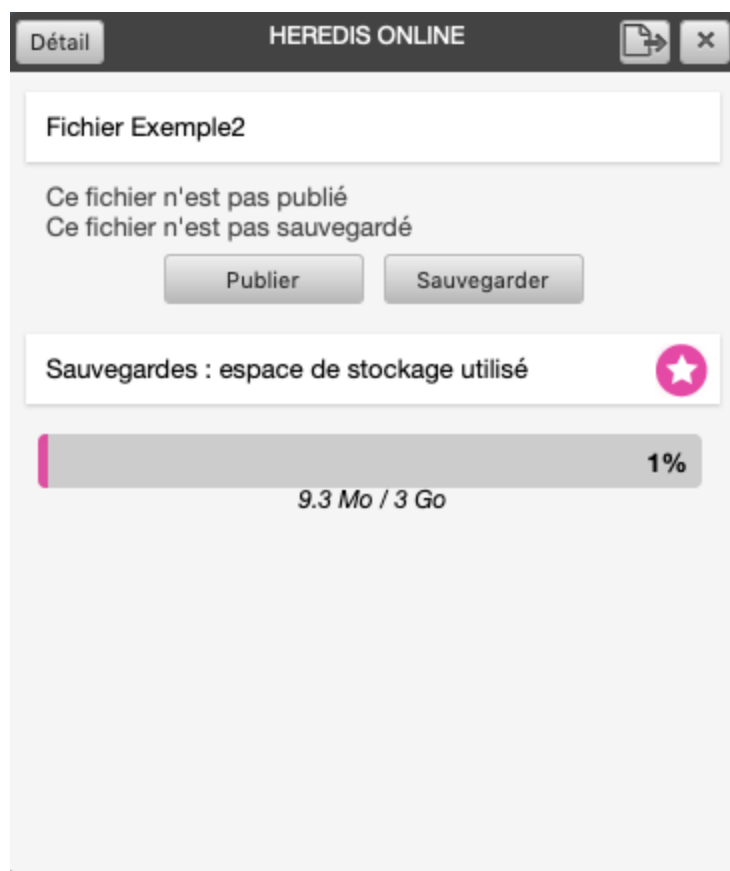 Détail
HEREDIS ONLINE
Fichier Exemple2
Ce fichier n'est pas publié
Ce fichier n'est pas sauvegardé
Publier
Sauvegarder
Sauvegardes : espace de stockage utilisé
1%
9.3 Mo / 3 Go